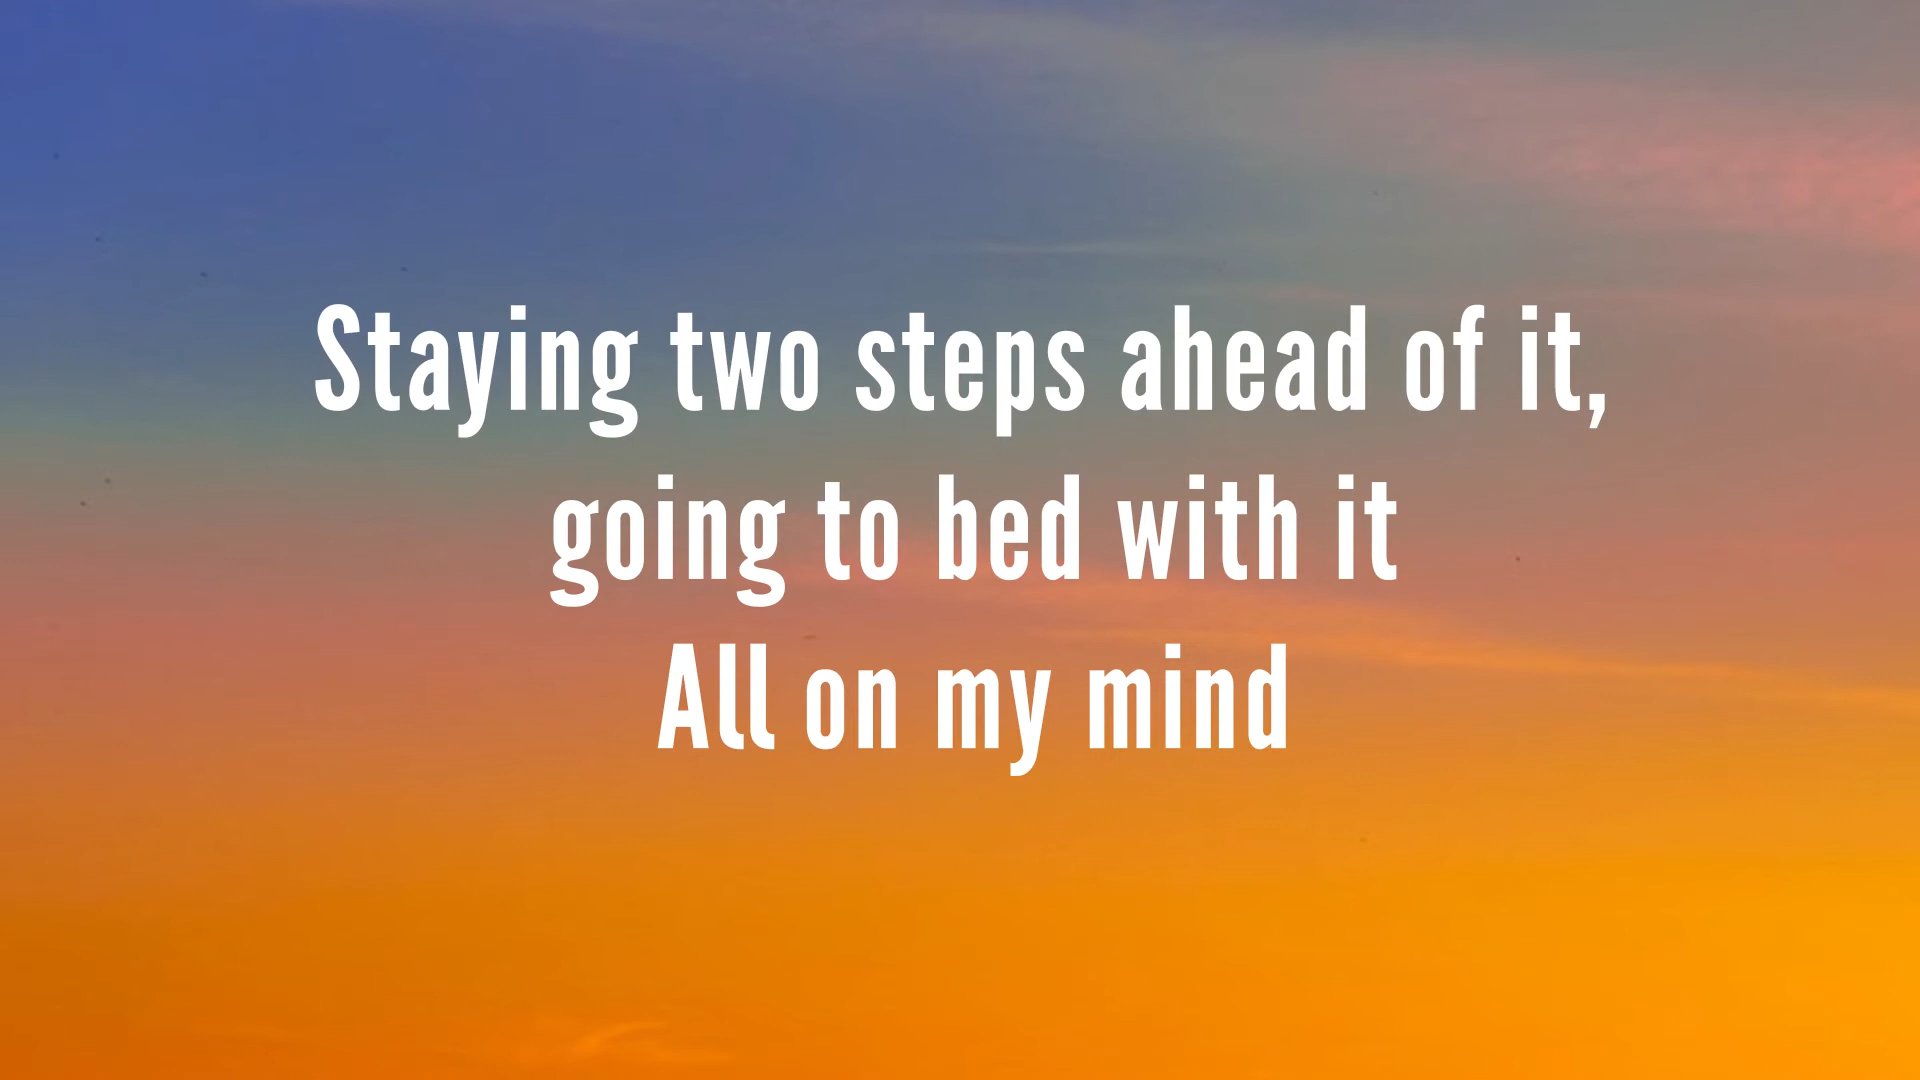 Staying two steps ahead of it,
going to bed with it
All on my mind